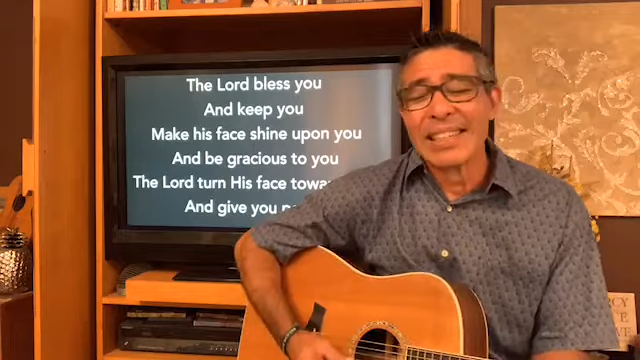 The Lord bless you
And keep you
Make his face shine upon you
And be gracious to you
The Lord turn His face
And give you